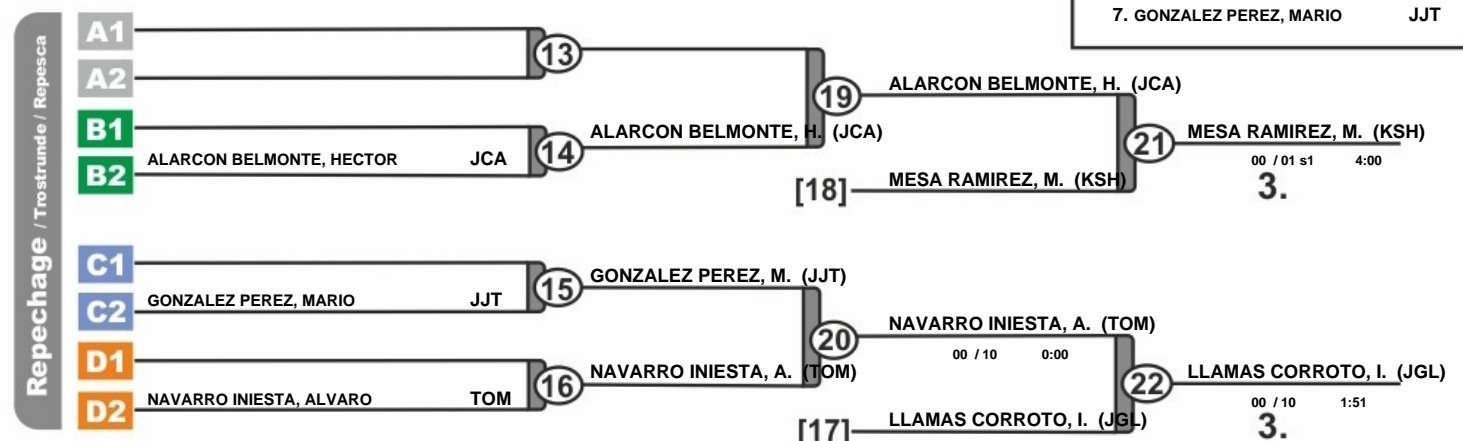 7. GONZALEZ PEREZ, MARIO JJT
Repechage / Trostrunde / Repesca
A1
13
A2
ALARCON BELMONTE, H. (JCA)
19
B1
ALARCON BELMONTE, H. (JCA)
MESA RAMIREZ, M. (KSH)
21
ALARCON BELMONTE, HECTOR JCA
14
00 / 01 s1 4:00
B2
[18]
MESA RAMIREZ, M. (KSH)
3.
C1
GONZALEZ PEREZ, M. (JJT)
15
GONZALEZ PEREZ, MARIO JJT
C2
NAVARRO INIESTA, A. (TOM)
20
00 / 10 0:00
D1
NAVARRO INIESTA, A. (TOM)
LLAMAS CORROTO, I. (JGL)
16
22
NAVARRO INIESTA, ALVARO TOM
00 / 10 1:51
D2
[17]
LLAMAS CORROTO, I. (JGL)
3.